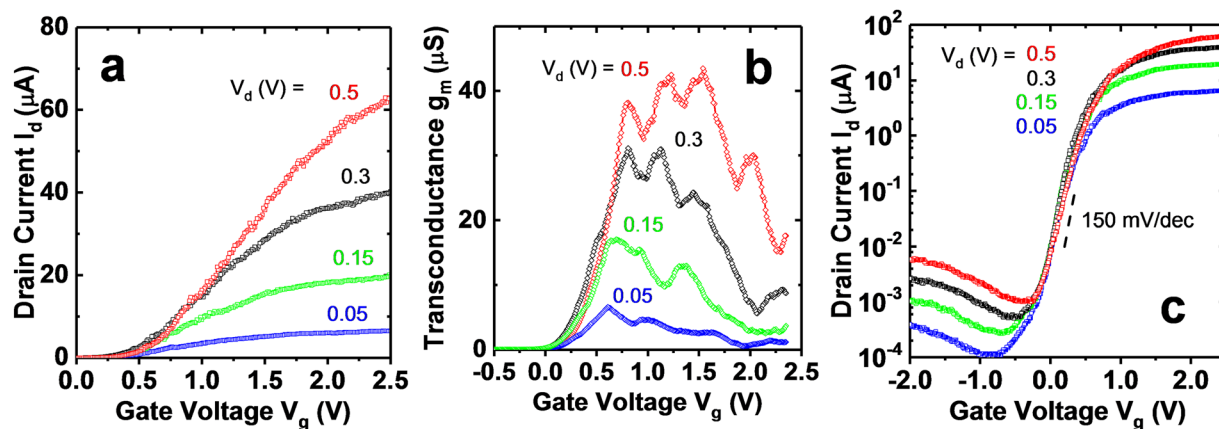 a
V_d (V) = 0.5
0.3
0.15
0.05
80
60
40
20
0
0.0 0.5 1.0 1.5 2.0 2.5
Drain Current I_d (μA)
Gate Voltage V_g (V)
b
V_d (V) =
0.5
0.3
0.15
0.05
40
20
0
-0.5 0.0 0.5 1.0 1.5 2.0 2.5
Transconductance g_m (μS)
Gate Voltage V_g (V)
V_d (V) = 0.5
0.3
0.15
0.05
150 mV/dec
c
10^2
10^1
10^0
10^-1
10^-2
10^-3
10^-4
-2.0 -1.0 0.0 1.0 2.0
Drain Current I_d (μA)
Gate Voltage V_g (V)